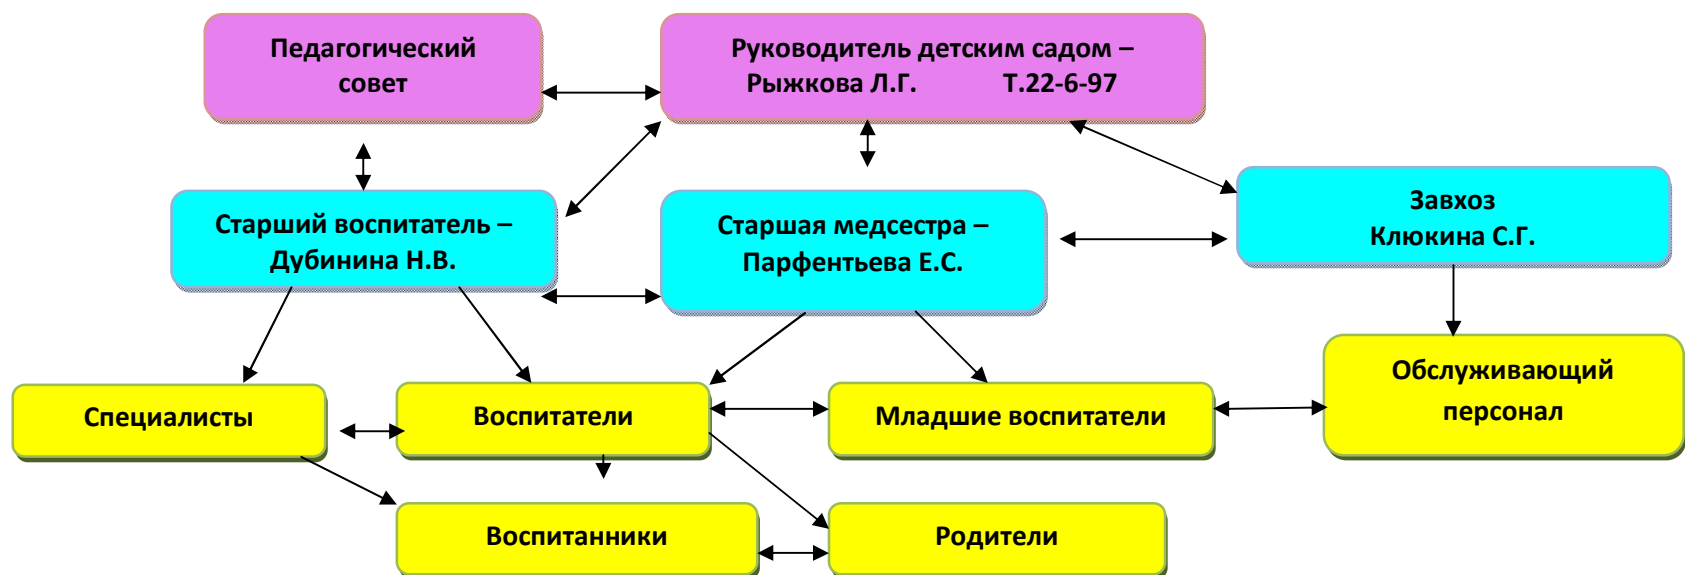 Педагогический
совет
Руководитель детским садом –
Рыжкова Л.Г. Т.22-6-97
Старший воспитатель –
Дубинина Н.В.
Старшая медсестра –
Парфентьева Е.С.
Завхоз
Клюкина С.Г.
Специалисты
Воспитатели
Младшие воспитатели
Обслуживающий
персонал
Воспитанники
Родители